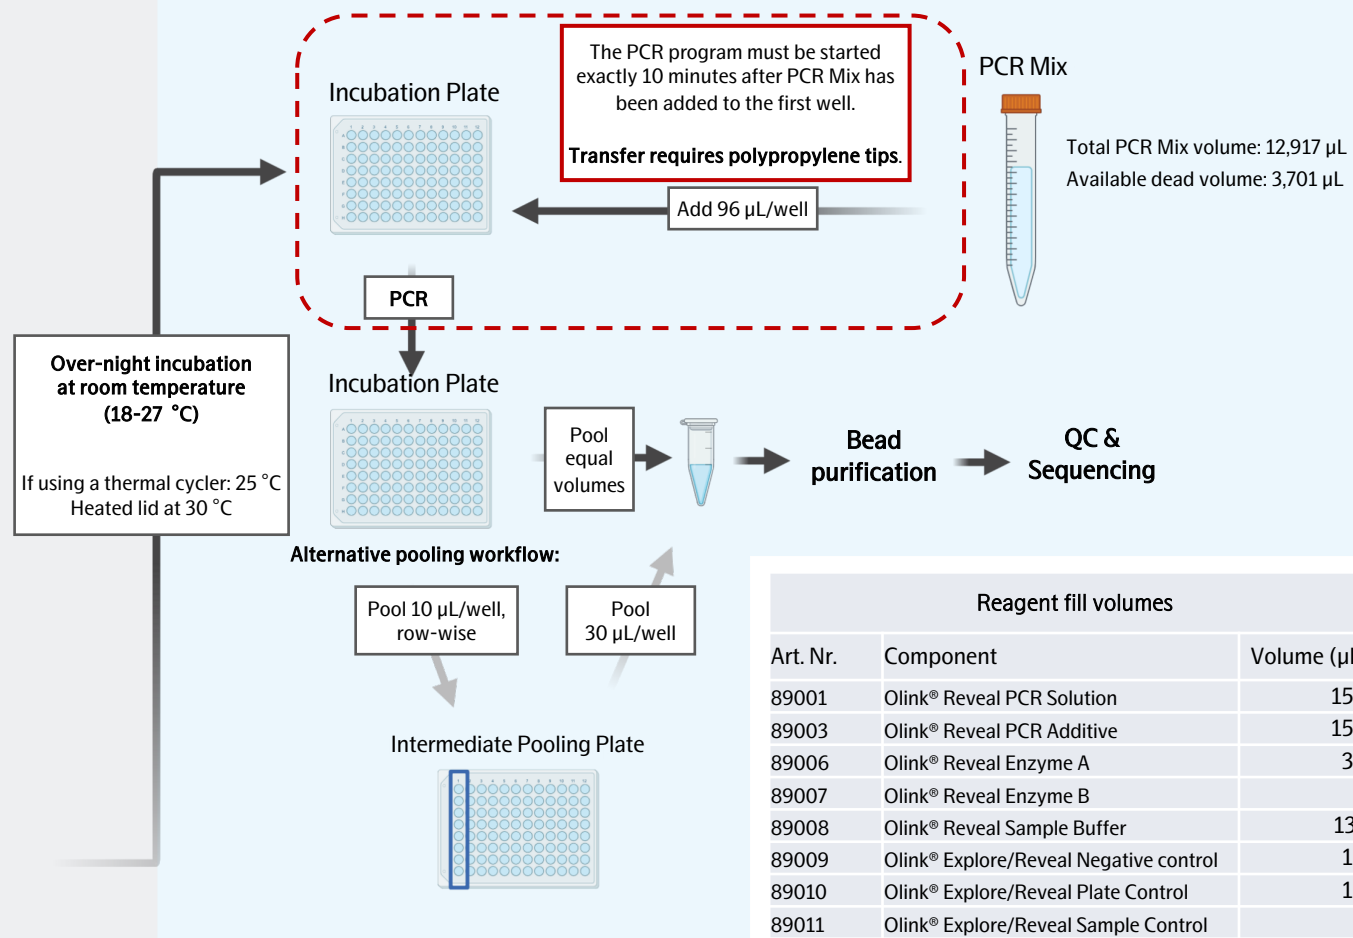 The PCR program must be started
exactly 10 minutes after PCR Mix has
been added to the first well.
Transfer requires polypropylene tips.
Incubation Plate
PCR Mix
Total PCR Mix volume: 12,917 µL
Available dead volume: 3,701 µL
Add 96 µL/well
PCR
Over-night incubation
at room temperature
(18-27 °C)
If using a thermal cycler: 25 °C
Heated lid at 30 °C
Incubation Plate
Pool
equal
volumes
Bead
purification
QC &
Sequencing
Alternative pooling workflow:
Pool 10 µL/well,
row-wise
Pool
30 µL/well
Intermediate Pooling Plate
Reagent fill volumes
Art. Nr. Component Volume (µ
89001 Olink® Reveal PCR Solution 15
89003 Olink® Reveal PCR Additive 15
89006 Olink® Reveal Enzyme A 3
89007 Olink® Reveal Enzyme B
89008 Olink® Reveal Sample Buffer 13
89009 Olink® Explore/Reveal Negative control 1
89010 Olink® Explore/Reveal Plate Control 1
89011 Olink® Explore/Reveal Sample Control